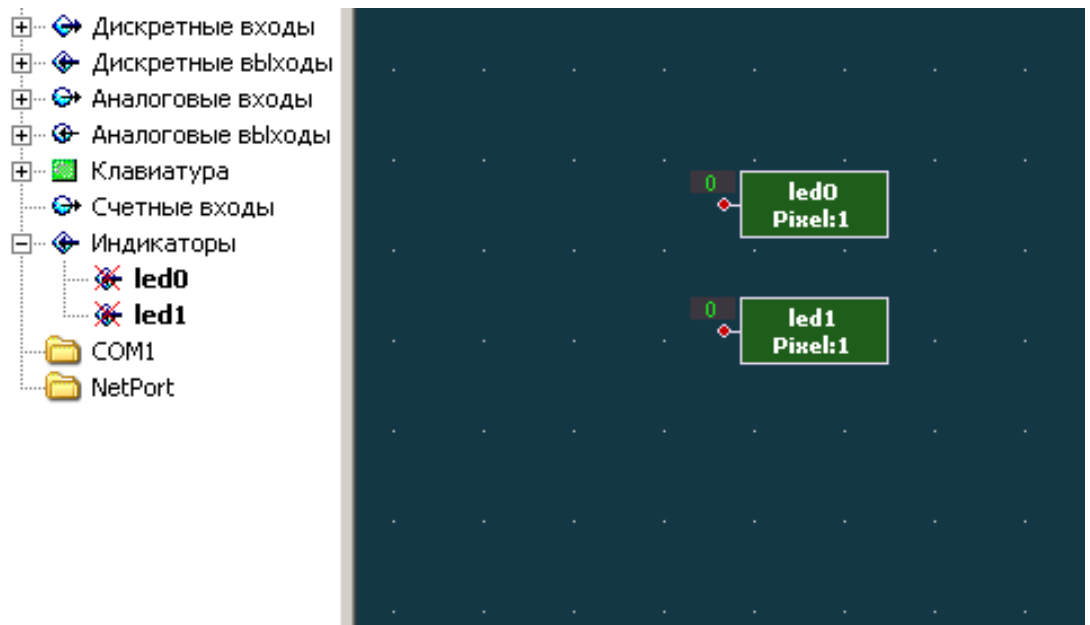 Дискретные входы
Дискретные вЫходы
Аналоговые входы
Аналоговые вЫходы
Клавиатура
Счетные входы
Индикаторы
led0
led1
COM1
NetPort
0
led0
Pixel:1
0
led1
Pixel:1